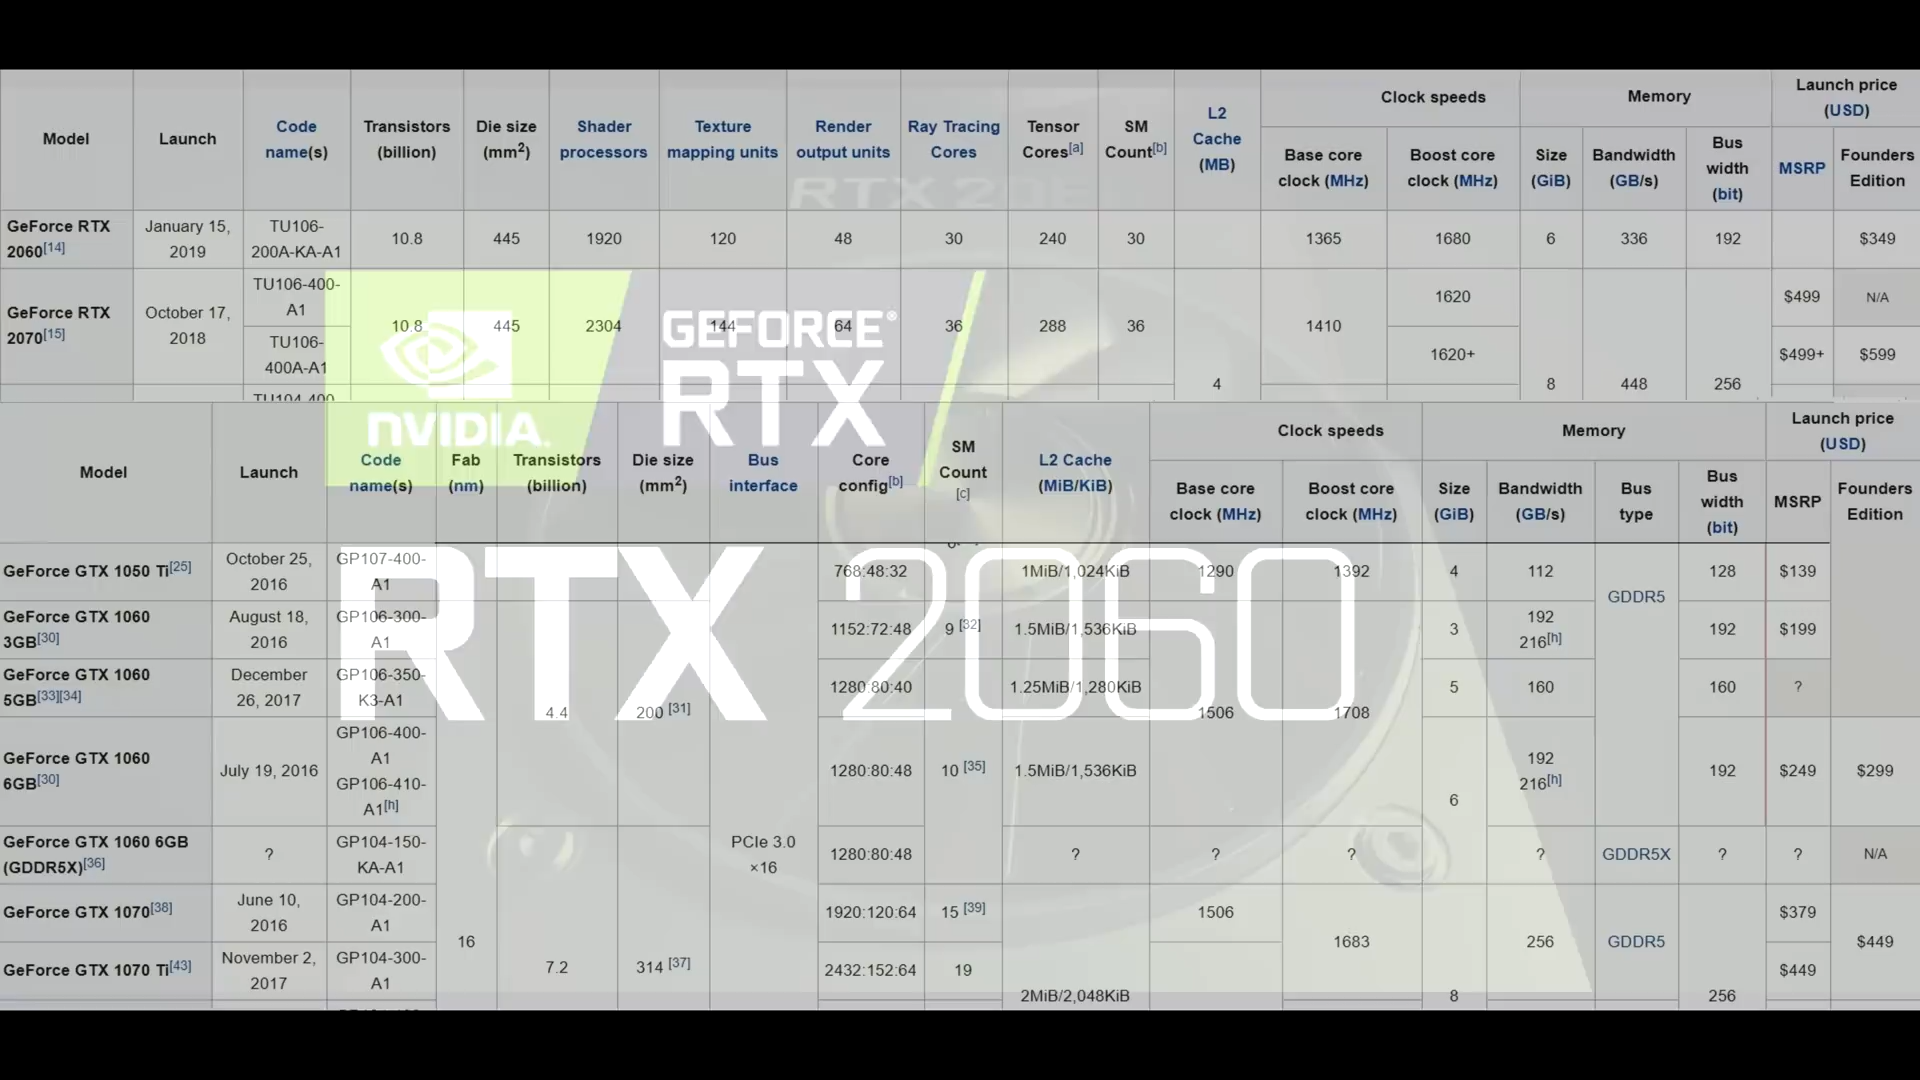 Model
Launch
Code
name(s)
Transistors
(billion)
Die size
(mm2)
Shader
processors
Texture
mapping units
Render
output units
Ray Tracing
Cores
Tensor
Cores[a]
SM
Count[b]
L2
Cache
(MB)
Clock speeds
Base core
clock (MHz)
Boost core
clock (MHz)
Memory
Size
(GiB)
Bandwidth
(GB/s)
Bus
width
(bit)
Launch price
(USD)
MSRP
Founders
Edition
RTX 206
GeForce RTX
2060[14]
January 15,
2019
TU106-
200A-KA-A1
10.8
445
1920
120
48
30
240
30
1365
1680
6
336
192
$349
GeForce RTX
2070[15]
October 17,
2018
TU106-400-
A1
TU106-
400A-A1
10.8
445
2304
144
64
36
288
36
4
1410
1620
1620+
8
448
256
$499
N/A
$499+
$599
TU104-400
NVIDIA.
GEFORCE®
RTX
Model
Launch
Code
name(s)
Fab
(nm)
Transistors
(billion)
Die size
(mm2)
Bus
interface
Core
config[b]
SM
Count
[c]
L2 Cache
(MiB/KiB)
Clock speeds
Base core
clock (MHz)
Boost core
clock (MHz)
Memory
Size
(GiB)
Bandwidth
(GB/s)
Bus
type
Bus
width
(bit)
Launch price
(USD)
MSRP
Founders
Edition
RTX 2060
GeForce GTX 1050 Ti[25]
October 25,
2016
GP107-400-
A1
768:48:32
1MiB/1,024KiB
1290
1392
4
112
GDDR5
128
$139
GeForce GTX 1060
3GB[30]
August 18,
2016
GP106-300-
A1
1152:72:48
9 [32]
1.5MiB/1,536KiB
3
192
216[h]
192
$199
GeForce GTX 1060
5GB[33][34]
December
26, 2017
GP106-350-
K3-A1
4.4
200 [31]
1280:80:40
1.25MiB/1,280KiB
1506
1708
5
160
160
?
GeForce GTX 1060
6GB[30]
July 19, 2016
GP106-400-
A1
GP106-410-
A1[h]
1280:80:48
10 [35]
1.5MiB/1,536KiB
6
192
216[h]
192
$249
$299
GeForce GTX 1060 6GB
(GDDR5X)[36]
?
GP104-150-
KA-A1
PCIe 3.0
×16
1280:80:48
?
?
?
?
GDDR5X
?
?
N/A
GeForce GTX 1070[38]
June 10,
2016
GP104-200-
A1
16
1920:120:64
15 [39]
1506
1683
256
GDDR5
$379
$449
GeForce GTX 1070 Ti[43]
November 2,
2017
GP104-300-
A1
7.2
314 [37]
2432:152:64
19
2MiB/2,048KiB
8
256
$449